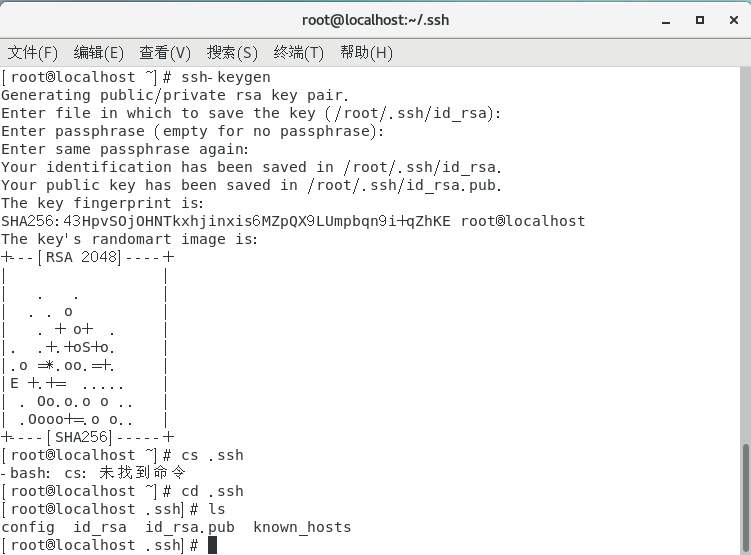 root@localhost:~/.ssh
文件(F) 编辑(E) 查看(V) 搜索(S) 终端(T) 帮助(H)
[root@localhost ~]# ssh-keygen
Generating public/private rsa key pair.
Enter file in which to save the key (/root/.ssh/id_rsa):
Enter passphrase (empty for no passphrase):
Enter same passphrase again:
Your identification has been saved in /root/.ssh/id_rsa.
Your public key has been saved in /root/.ssh/id_rsa.pub.
The key fingerprint is:
SHA256:43HpvSOjOHNTkxhjinxis6MZpQX9LUmpbqn9i+qZhKE root@localhost
The key's randomart image is:
+---[RSA 2048]----+
|                 |
|   .   .         |
|  . . o          |
|   . + o+  .     |
|.  .+.+oS+o.     |
|.o =*.oo.=+.     |
|E +.+=  .....    |
| . Oo.o.o o ..   |
| .Oooo+=.o o..   |
+----[SHA256]-----+
[root@localhost ~]# cs .ssh
-bash: cs: 未找到命令
[root@localhost ~]# cd .ssh
[root@localhost .ssh]# ls
config  id_rsa  id_rsa.pub  known_hosts
[root@localhost .ssh]#